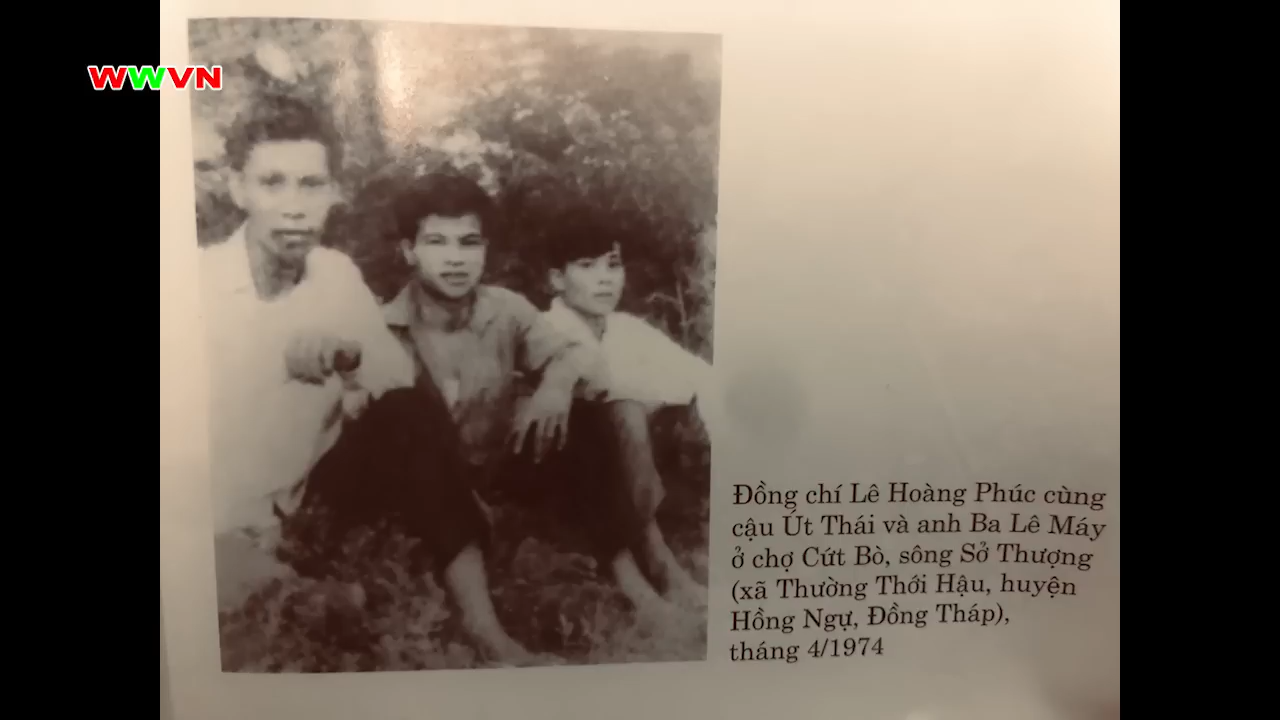 WWVN
Đồng chí Lê Hoàng Phúc cùng
cậu Út Thái và anh Ba Lê Máy
ở chợ Cứt Bò, sông Sở Thượng
(xã Thường Thới Hậu, huyện
Hồng Ngự, Đồng Tháp),
tháng 4/1974